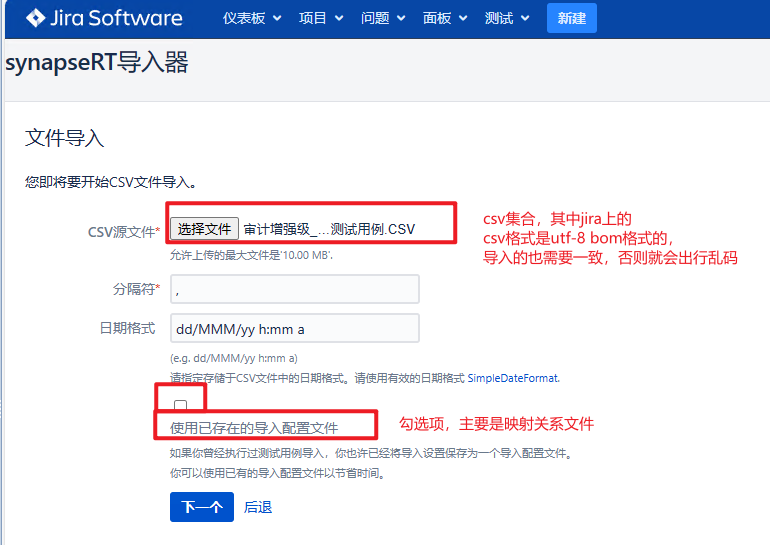 Jira Software 仪表板 项目 问题 面板 测试 新建
synapseRT导入器
文件导入
您即将要开始CSV文件导入。
CSV源文件* 选择文件 审计增强级_...测试用例.CSV
允许上传的最大文件是'10.00 MB'.
csv集合，其中jira上的
csv格式是utf-8 bom格式的，
导入的也需要一致，否则就会出行乱码
分隔符* ,
日期格式 dd/MMM/yy h:mm a
(e.g. dd/MMM/yy h:mm a)
请指定存储于CSV文件中的日期格式。请使用有效的日期格式 SimpleDateFormat.
使用已存在的导入配置文件
勾选项，主要是映射关系文件
如果你曾经执行过测试用例导入，你也许已经将导入设置保存为一个导入配置文件。
你可以使用已有的导入配置文件以节省时间。
下一个 后退